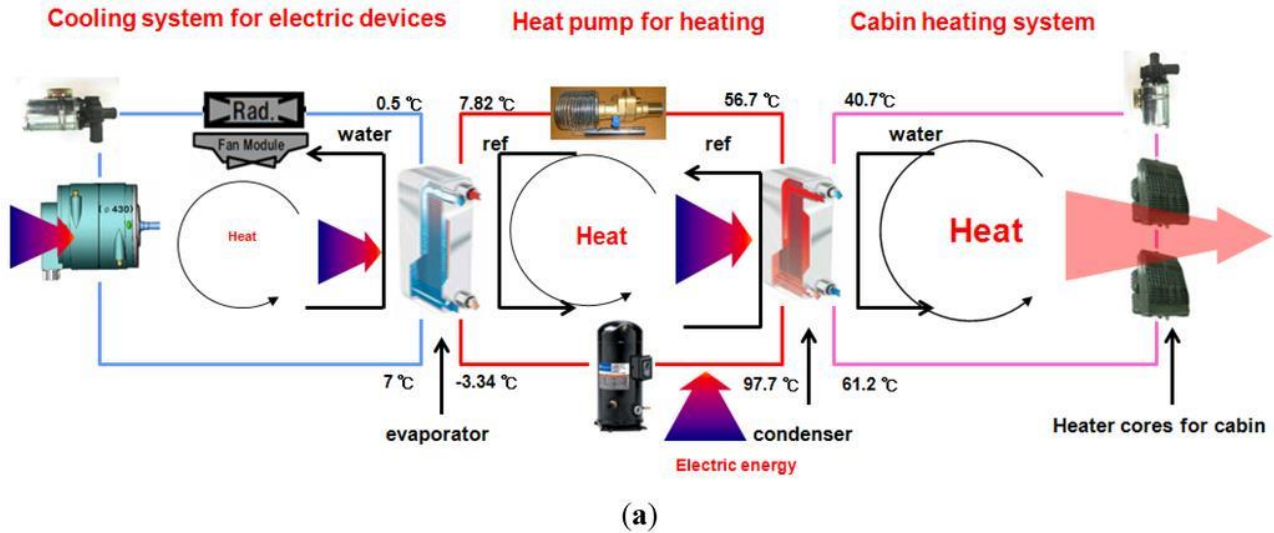 Cooling system for electric devices
Heat pump for heating
Cabin heating system
Rad.
Fan Module
0.5 ℃
7.82 ℃
56.7 ℃
40.7℃
water
ref
ref
water
(ø430)
Heat
Heat
Heat
7 ℃
-3.34 ℃
97.7 ℃
61.2 ℃
evaporator
condenser
Heater cores for cabin
Electric energy
(a)